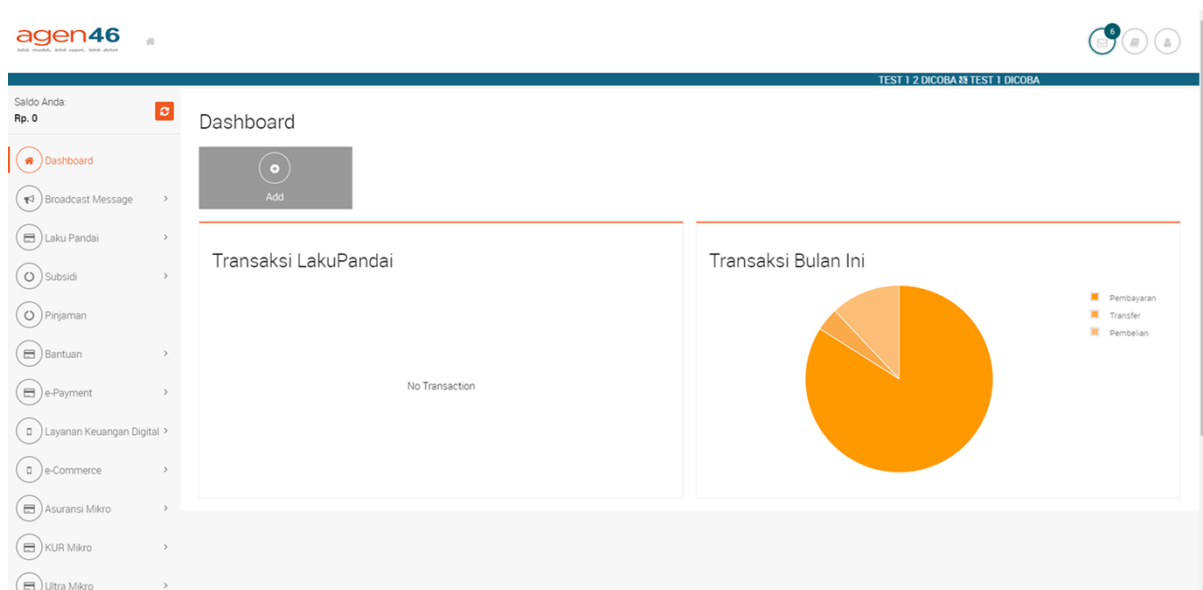 agen46
6
TEST 1 2 DICOBA TEST 1 DICOBA
Saldo Anda:
Rp. 0
Dashboard
Broadcast Message
Laku Pandai
Subsidi
Pinjaman
Bantuan
e-Payment
Layanan Keuangan Digital
e-Commerce
Asuransi Mikro
KUR Mikro
Ultra Mikro
Dashboard
Add
Transaksi LakuPandai
No Transaction
Transaksi Bulan Ini
Pembayaran
Transfer
Pembelian